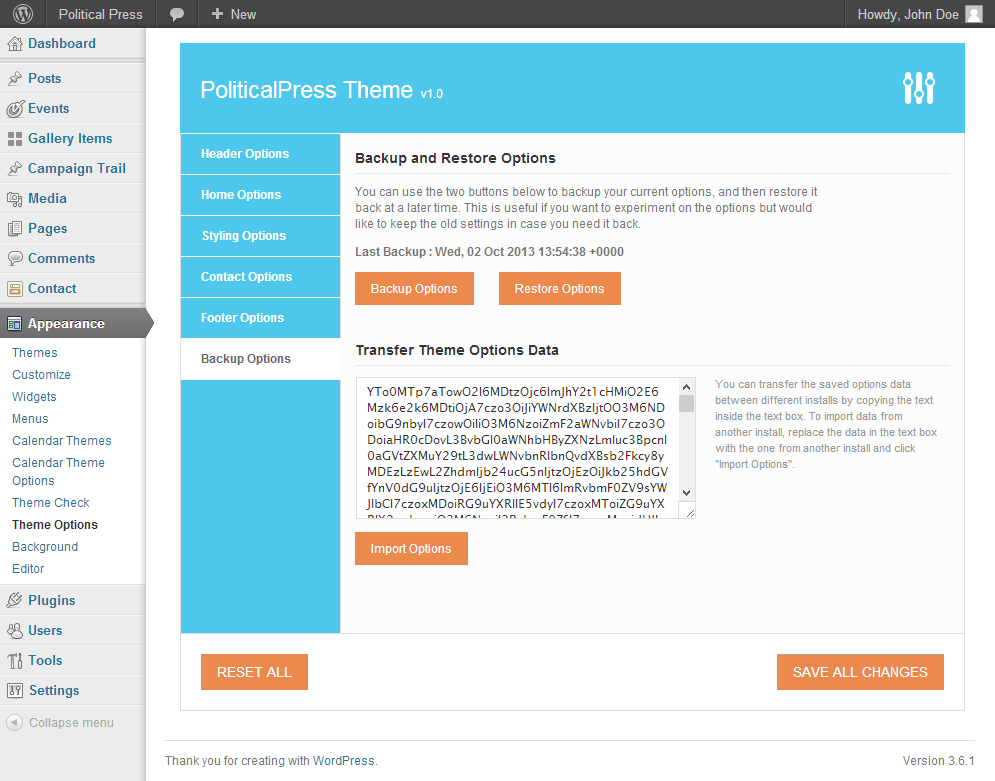 Political Press
New
Howdy, John Doe
Dashboard
Posts
Events
Gallery Items
Campaign Trail
Media
Pages
Comments
Contact
Appearance
Themes
Customize
Widgets
Menus
Calendar Themes
Calendar Theme
Options
Theme Check
Theme Options
Background
Editor
Plugins
Users
Tools
Settings
Collapse menu
PoliticalPress Theme v1.0
Header Options
Home Options
Styling Options
Contact Options
Footer Options
Backup Options
Backup and Restore Options
You can use the two buttons below to backup your current options, and then restore it
back at a later time. This is useful if you want to experiment on the options but would
like to keep the old settings in case you need it back.
Last Backup : Wed, 02 Oct 2013 13:54:38 +0000
Backup Options
Restore Options
Transfer Theme Options Data
You can transfer the saved options data
between different installs by copying the text
inside the text box. To import data from
another install, replace the data in the text box
with the one from another install and click
"Import Options".
Import Options
RESET ALL
SAVE ALL CHANGES
Thank you for creating with WordPress.
Version 3.6.1